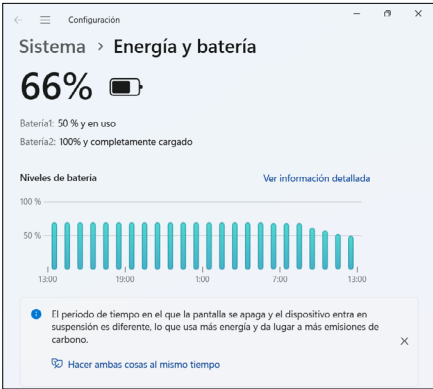 Configuración
Sistema > Energía y batería
66%
Batería1: 50 % y en uso
Batería2: 100% y completamente cargado
Niveles de batería
Ver información detallada
100 %
50 %
13:00 19:00 1:00 7:00 13:00
El periodo de tiempo en el que la pantalla se apaga y el dispositivo entra en
suspensión es diferente, lo que usa más energía y da lugar a más emisiones de
carbono.
Hacer ambas cosas al mismo tiempo